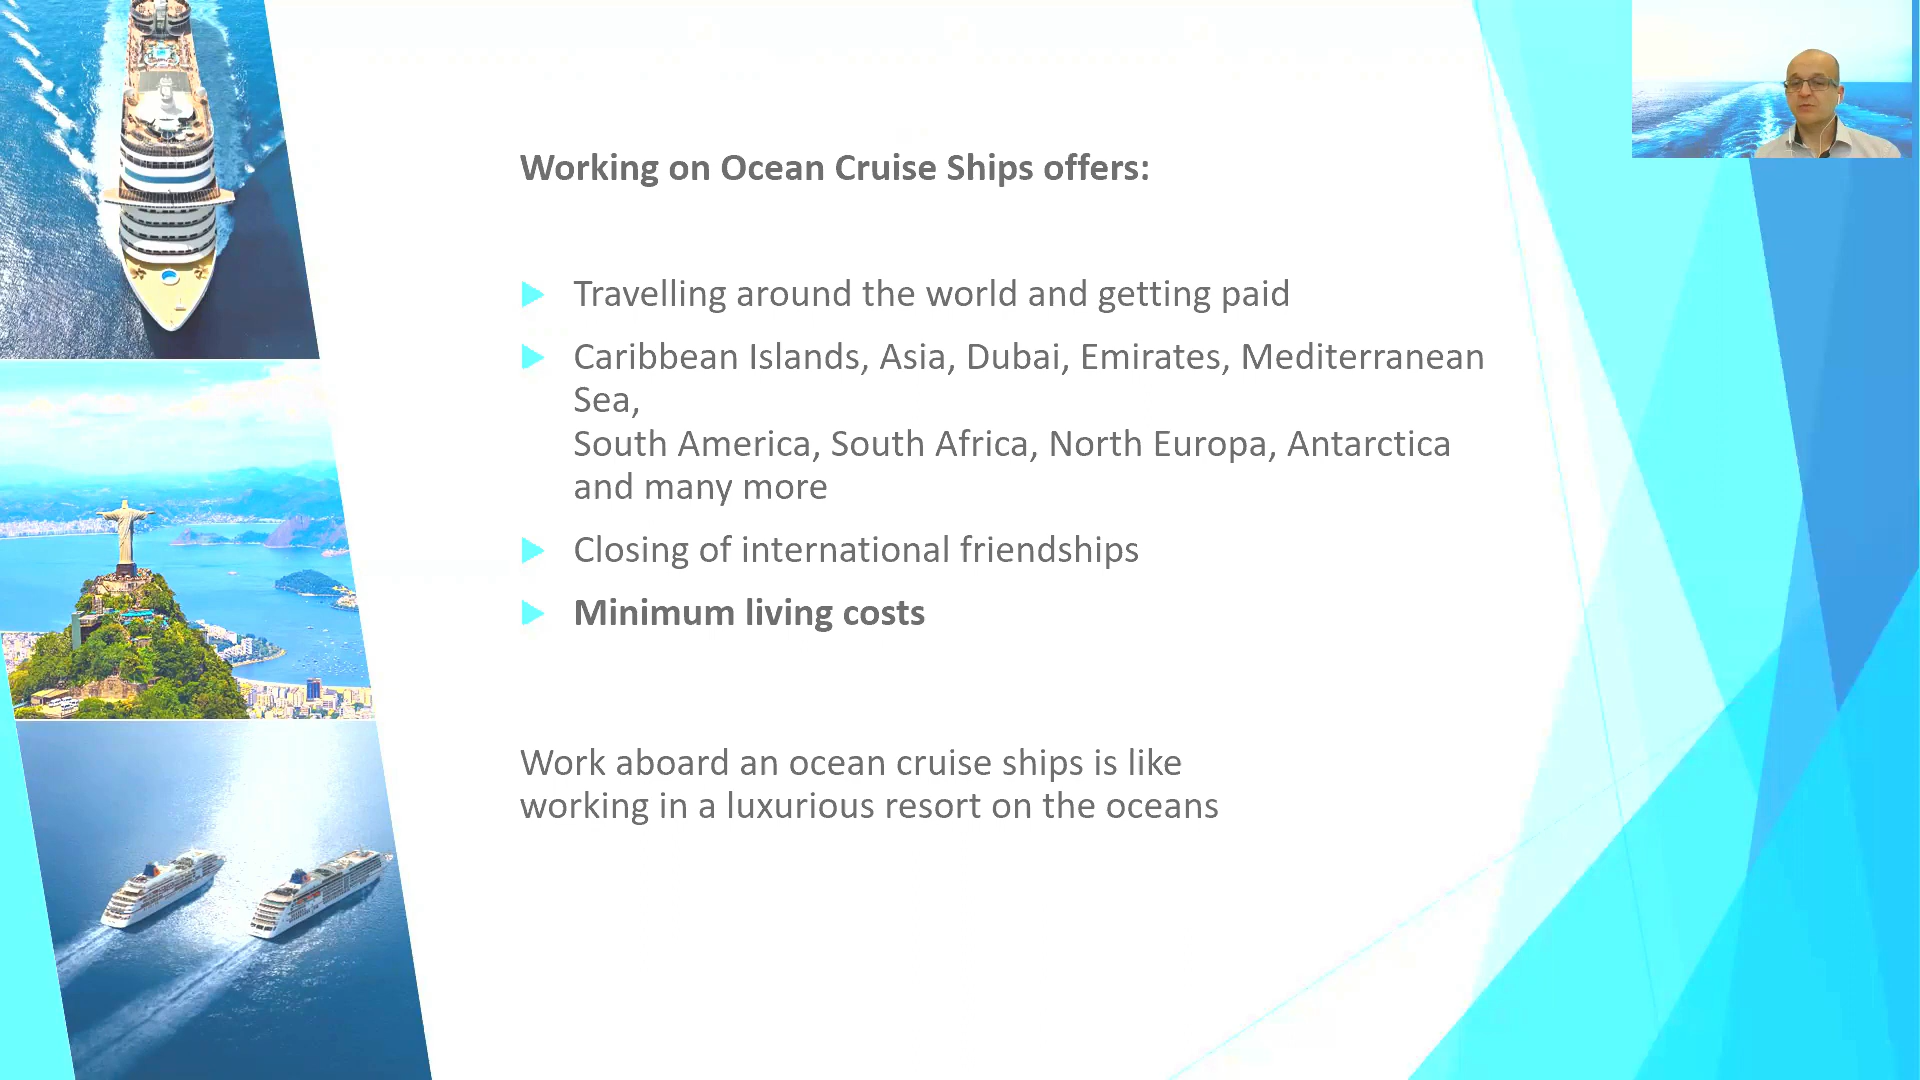 Working on Ocean Cruise Ships offers:
Travelling around the world and getting paid
Caribbean Islands, Asia, Dubai, Emirates, Mediterranean
Sea,
South America, South Africa, North Europa, Antarctica
and many more
Closing of international friendships
Minimum living costs
Work aboard an ocean cruise ships is like
working in a luxurious resort on the oceans